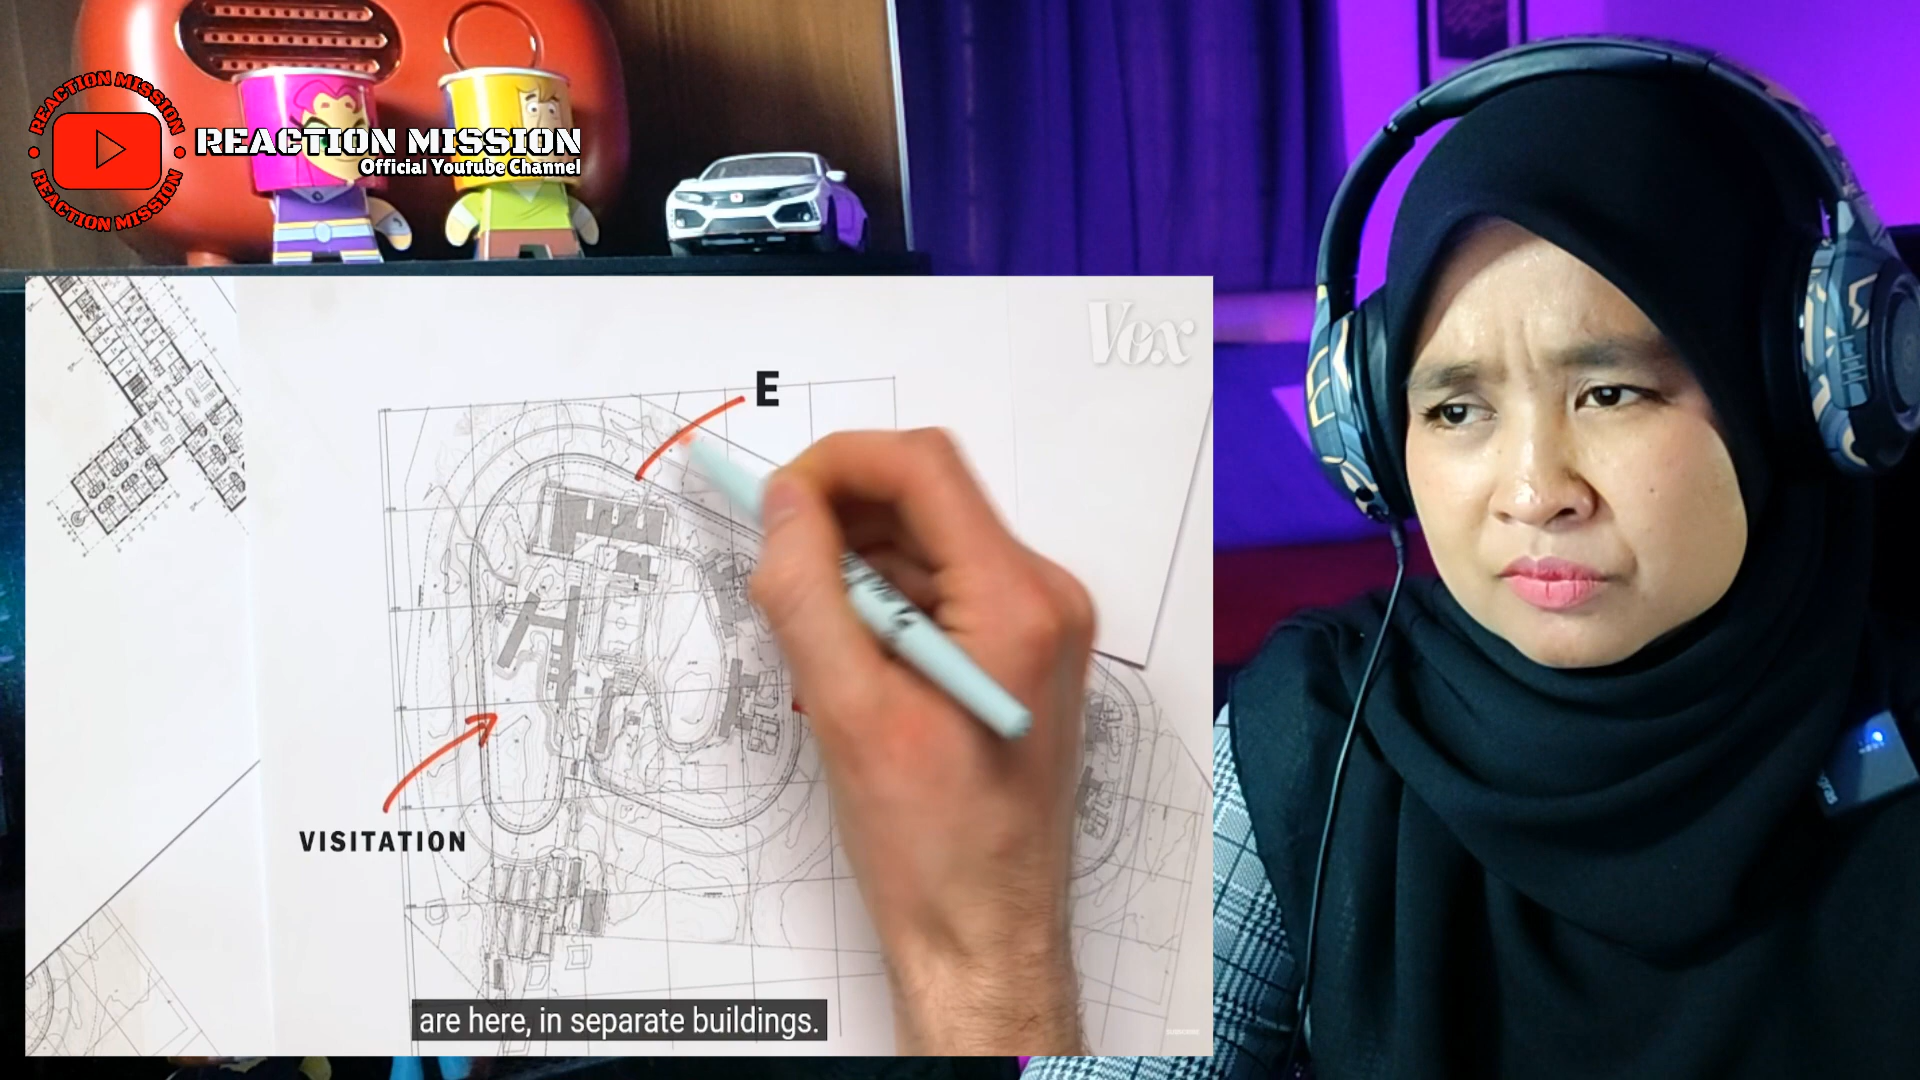 REACTION MISSION
REACTION MISSION
Official Youtube Channel
REACTION MISSION
Vox
E
VISITATION
are here, in separate buildings.